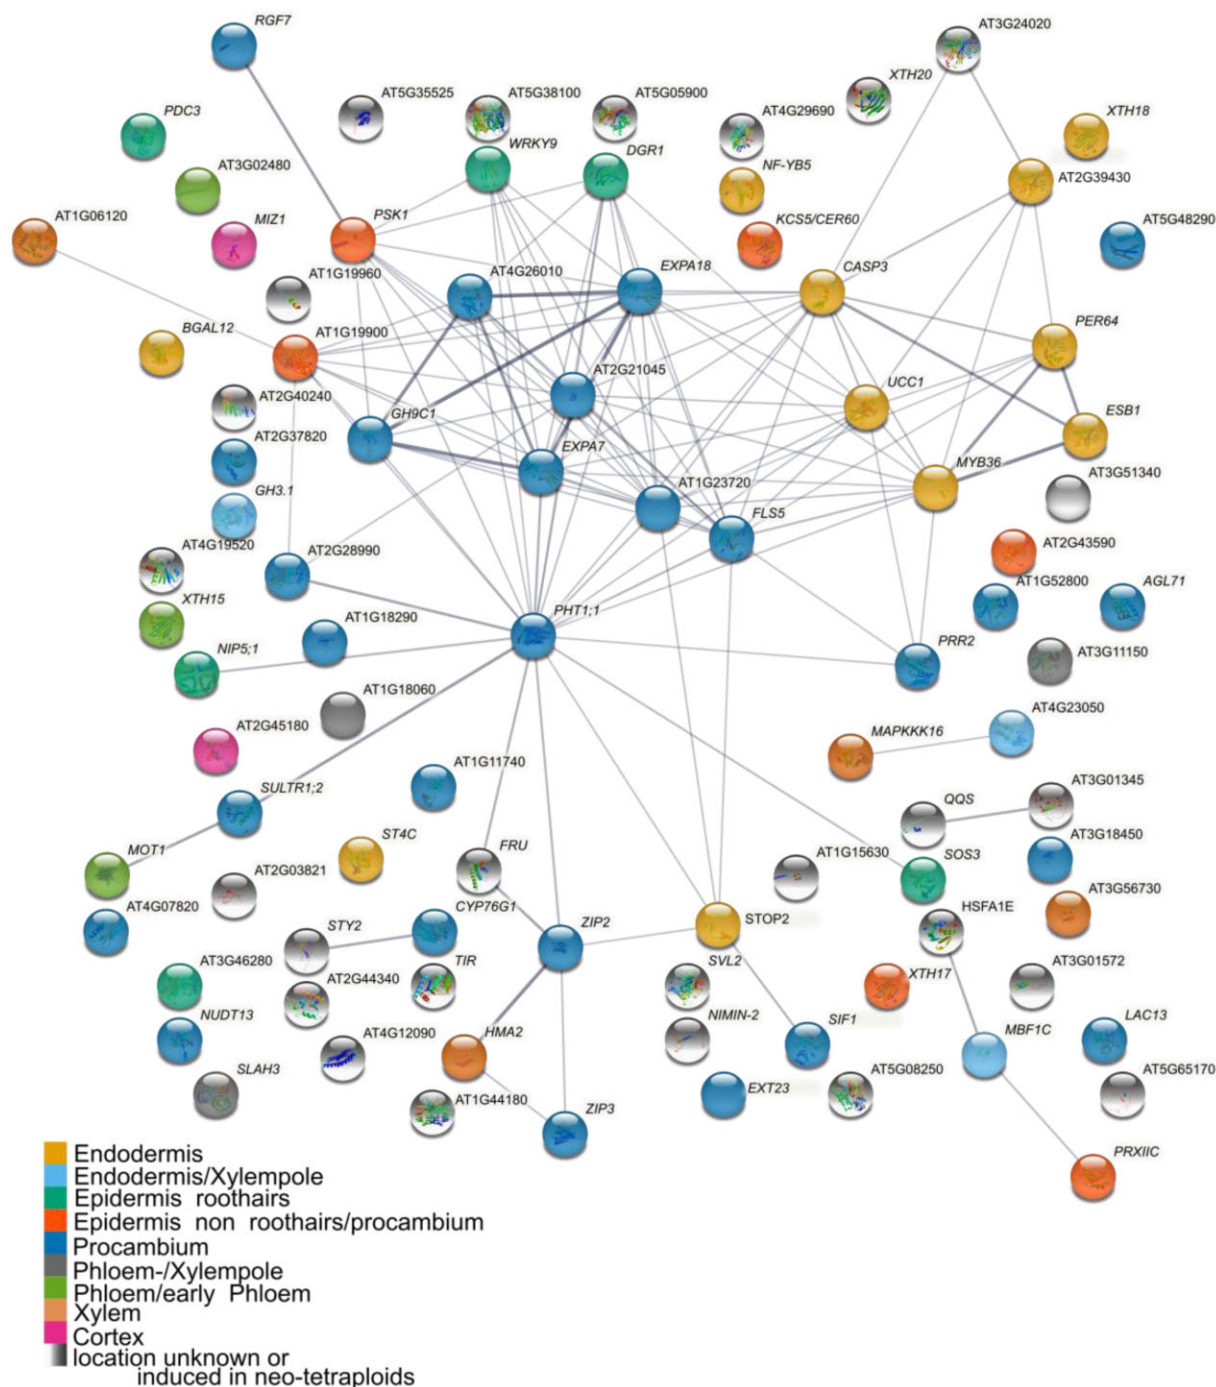 RGF7
AT3G24020
XTH20
AT5G35525
AT5G38100
AT5G05900
AT4G29690
XTH18
PDC3
WRKY9
DGR1
NF-YB5
AT2G39430
AT3G02480
AT1G06120
MIZ1
PSK1
KCS5/CER60
AT5G48290
AT1G19960
AT4G26010
EXPA18
CASP3
BGAL12
AT1G19900
PER64
AT2G21045
UCC1
AT2G40240
GH9C1
ESB1
AT2G37820
EXPA7
MYB36
AT3G51340
GH3.1
AT1G23720
FLS5
AT4G19520
AT2G28990
AT2G43590
XTH15
AT1G18290
PHT1;1
AT1G52800
AGL71
NIP5;1
PRR2
AT3G11150
AT1G18060
AT2G45180
MAPKKK16
AT4G23050
SULTR1;2
AT1G11740
QQS
AT3G01345
MOT1
ST4C
FRU
AT1G15630
SOS3
AT3G18450
AT2G03821
AT4G07820
CYP76G1
HSFA1E
AT3G56730
STY2
ZIP2
STOP2
AT3G46280
AT2G44340
TIR
SVL2
XTH17
AT3G01572
NUDT13
AT4G12090
HMA2
NIMIN-2
SIF1
MBF1C
LAC13
SLAH3
AT1G44180
ZIP3
EXT23
AT5G08250
AT5G65170
PRXIIC
Endodermis
Endodermis/Xylempole
Epidermis roothairs
Epidermis non roothairs/procambium
Procambium
Phloem-/Xylempole
Phloem/early Phloem
Xylem
Cortex
location unknown or
induced in neo-tetraploids